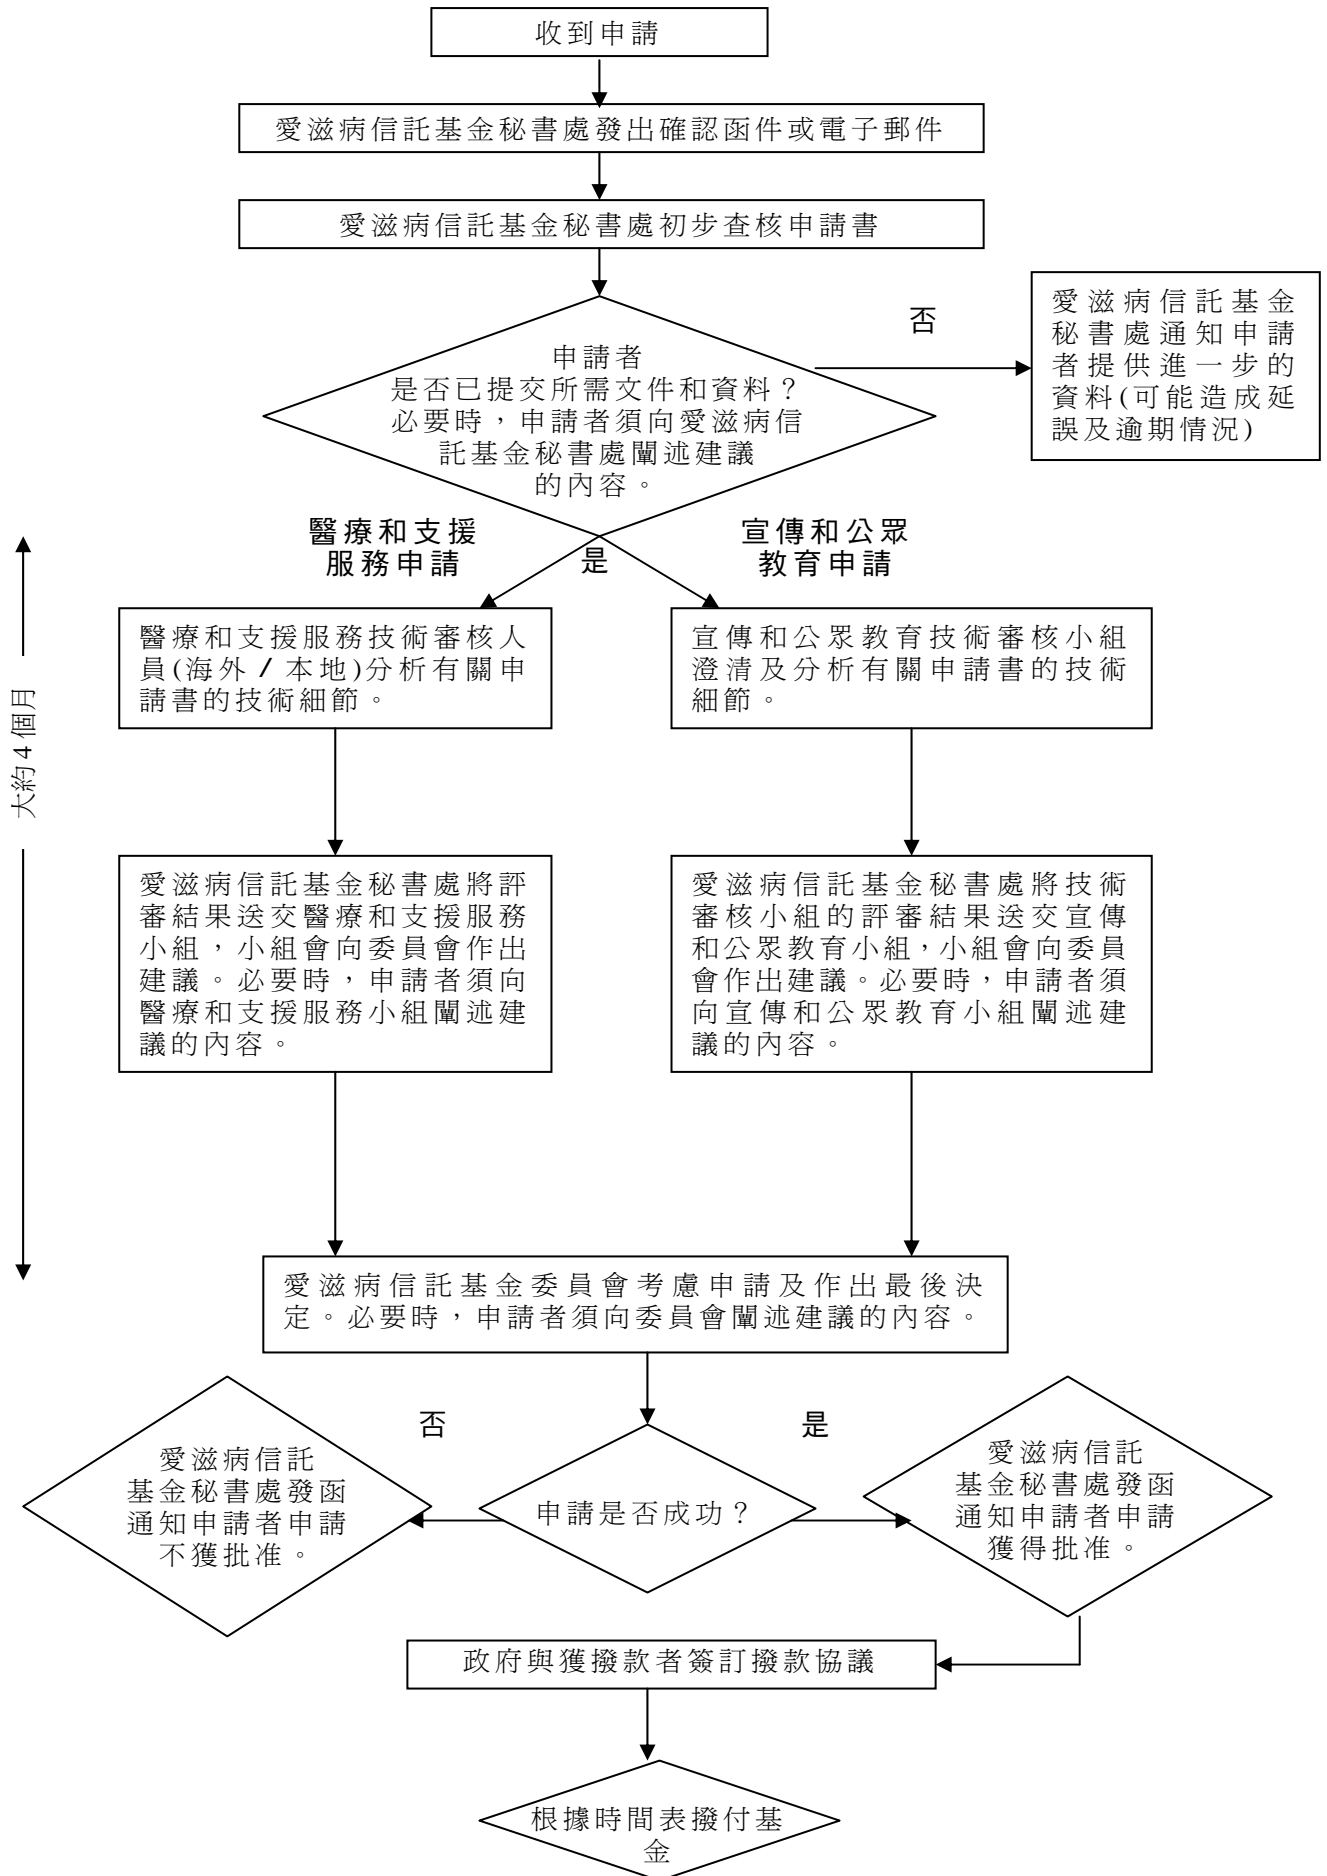 收到申請
愛滋病信託基金秘書處發出確認函件或電子郵件
愛滋病信託基金秘書處初步查核申請書
申請者
是否已提交所需文件和資料？
必要時，申請者須向愛滋病信
託基金秘書處闡述建議
的內容。
否
愛滋病信託基金
秘書處通知申請
者提供進一步的
資料(可能造成延
誤及逾期情況)
醫療和支援
服務申請
是
宣傳和公眾
教育申請
大約4個月
醫療和支援服務技術審核人
員(海外/本地)分析有關申
請書的技術細節。
宣傳和公眾教育技術審核小組
澄清及分析有關申請書的技術
細節。
愛滋病信託基金秘書處將評
審結果送交醫療和支援服務
小組，小組會向委員會作出
建議。必要時，申請者須向
醫療和支援服務小組闡述建
議的內容。
愛滋病信託基金秘書處將技術
審核小組的評審結果送交宣傳
和公眾教育小組，小組會向委員
會作出建議。必要時，申請者須
向宣傳和公眾教育小組闡述建
議的內容。
愛滋病信託基金委員會考慮申請及作出最後決
定。必要時，申請者須向委員會闡述建議的內容。
愛滋病信託
基金秘書處發函
通知申請者申請
不獲批准。
否
申請是否成功？
是
愛滋病信託
基金秘書處發函
通知申請者申請
獲得批准。
政府與獲撥款者簽訂撥款協議
根據時間表撥付基
金